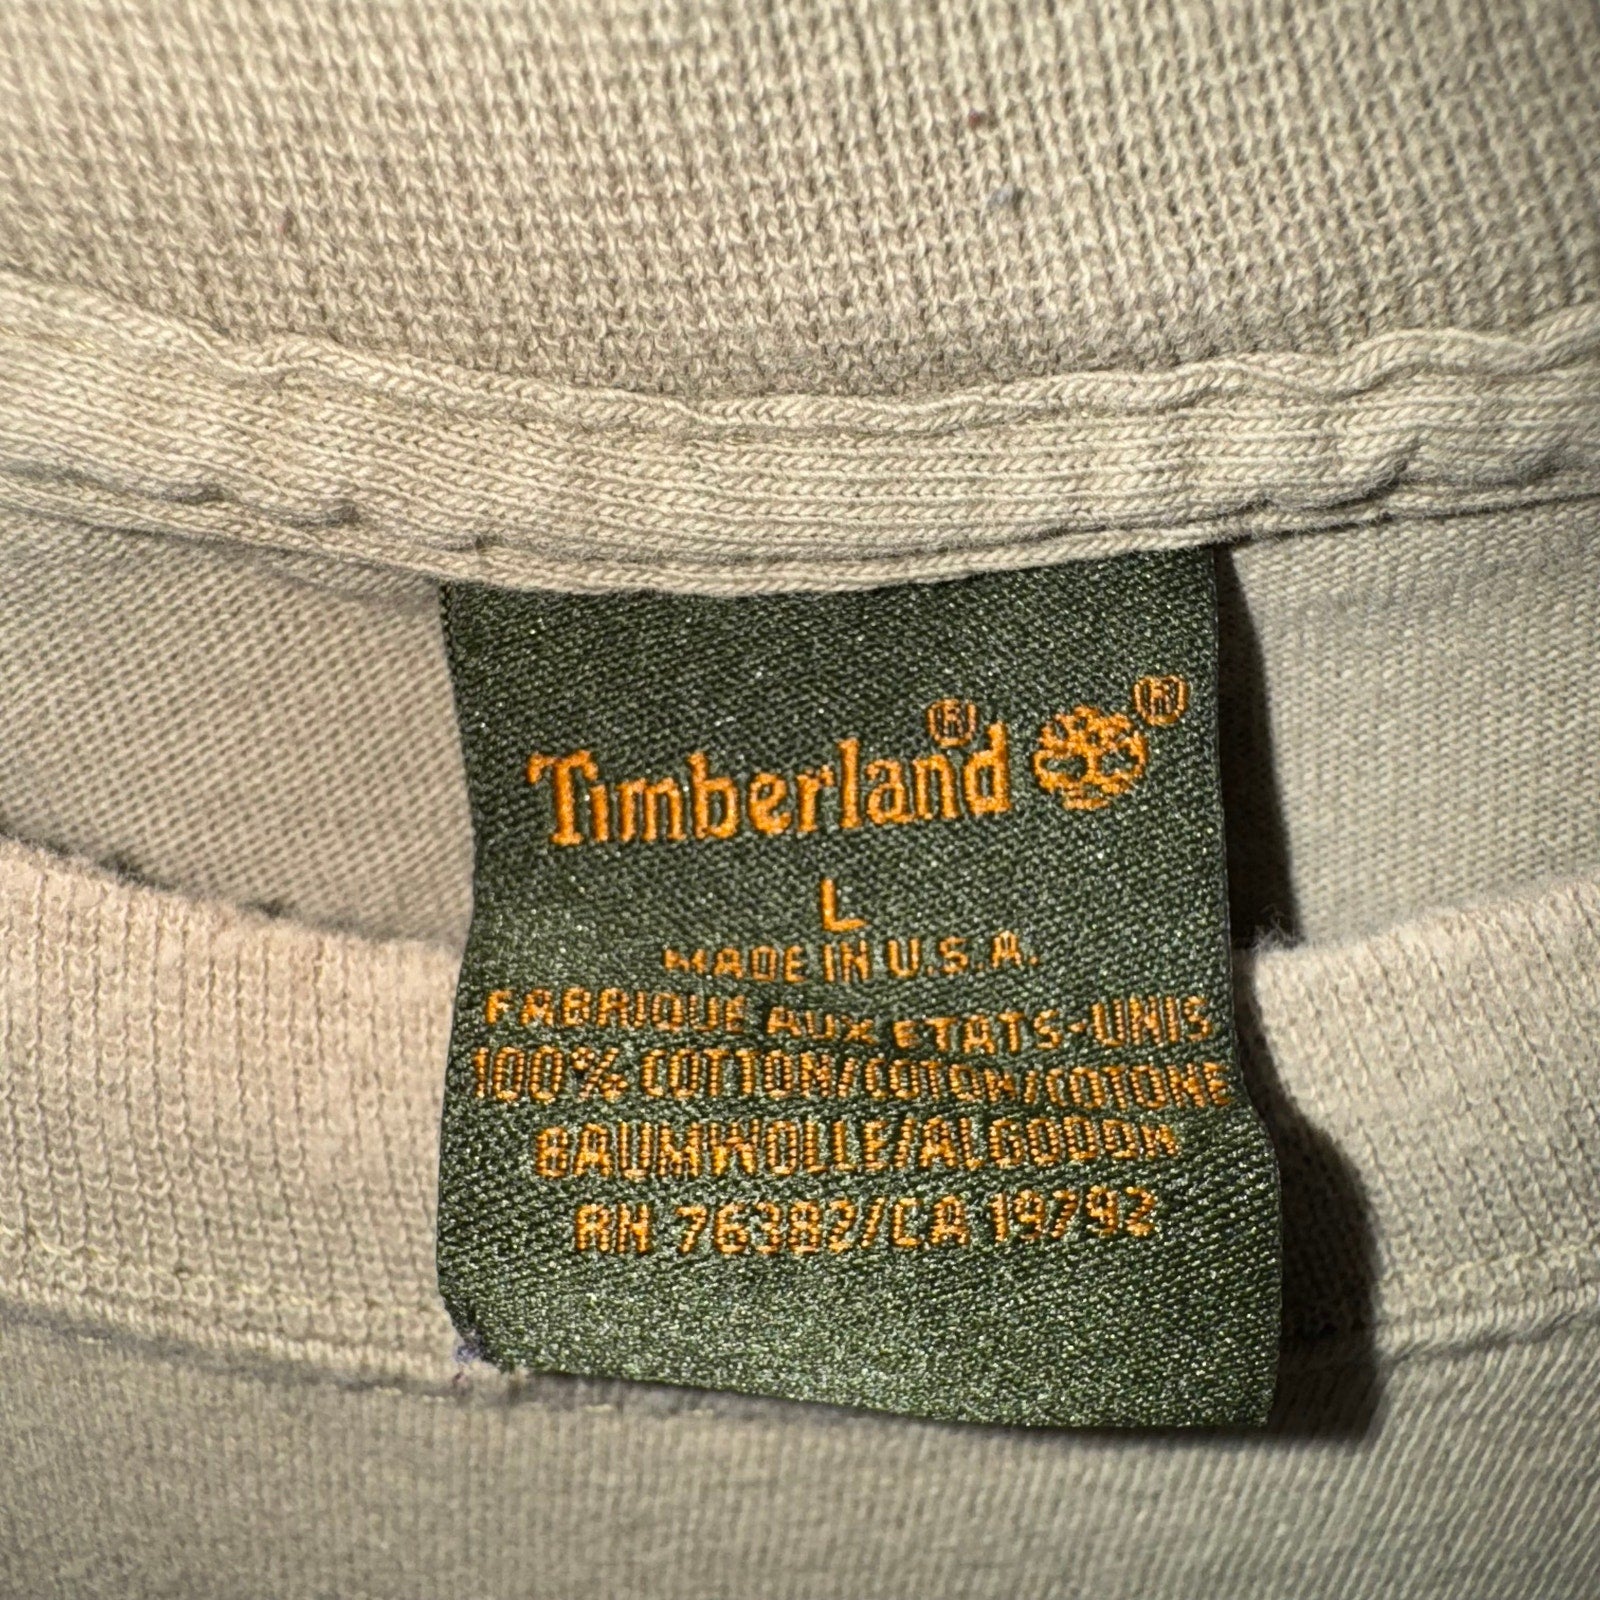 Timberland® ®
L
MADE IN U.S.A.
FABRIQUE AUX ETATS-UNIS
100% COTTON/COTON/COTONE
BAUMWOLLE/ALGODON
RN 76382/CA 19792